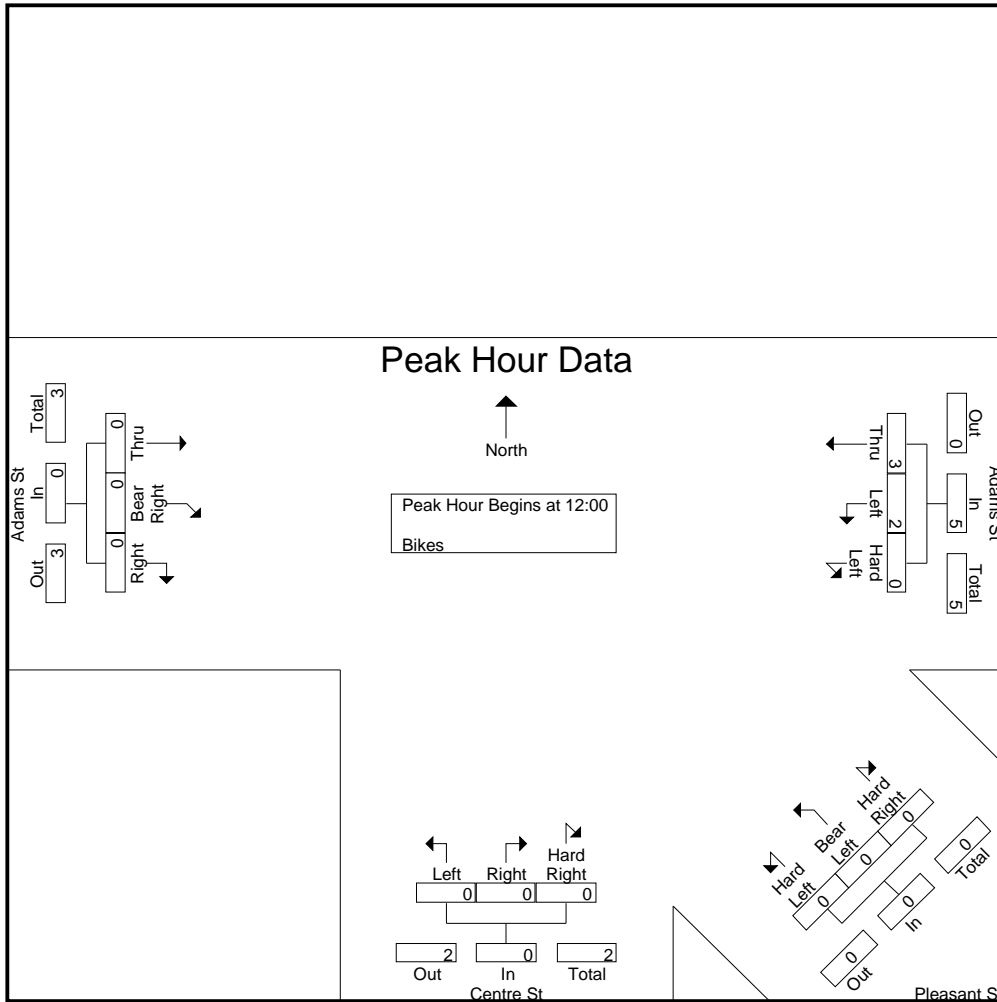 Peak Hour Data
North
Peak Hour Begins at 12:00
Bikes
Adams St
Total
3
In
0
Out
3
0
Thru
0
Bear
Right
0
Right
Thru
3
Left
2
Hard
Left
0
Out
0
In
5
Total
5
Adams St
Left
0
Right
0
Hard
Right
0
2
Out
0
In
2
Total
Centre St
Hard
Left
0
Bear
Left
0
Hard
Right
0
0
Out
0
In
0
Total
Pleasant S